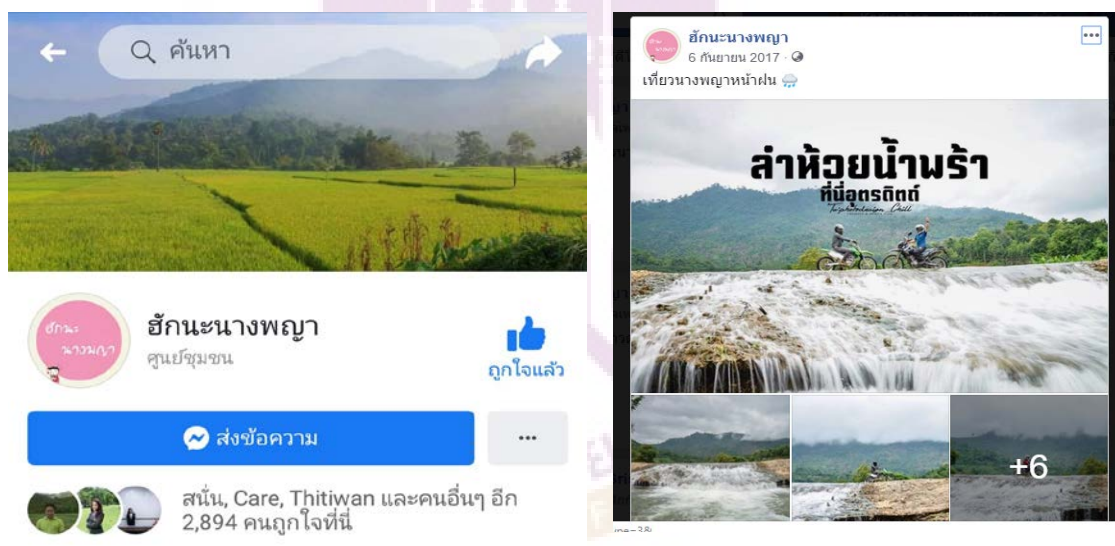 ค้นหา
ฮักนะ
นางพญา
ฮักนะนางพญา
ศูนย์ชุมชน
ถูกใจแล้ว
ส่งข้อความ
สนั่น, Care, Thitiwan และคนอื่นๆ อีก
2,894 คนถูกใจที่นี่
ฮักนะนางพญา
6 กันยายน 2017
เที่ยวนางพญาหน้าฝน
ลำห้วยน้ำพร้า
ที่นี่อุตรดิตถ์
+6